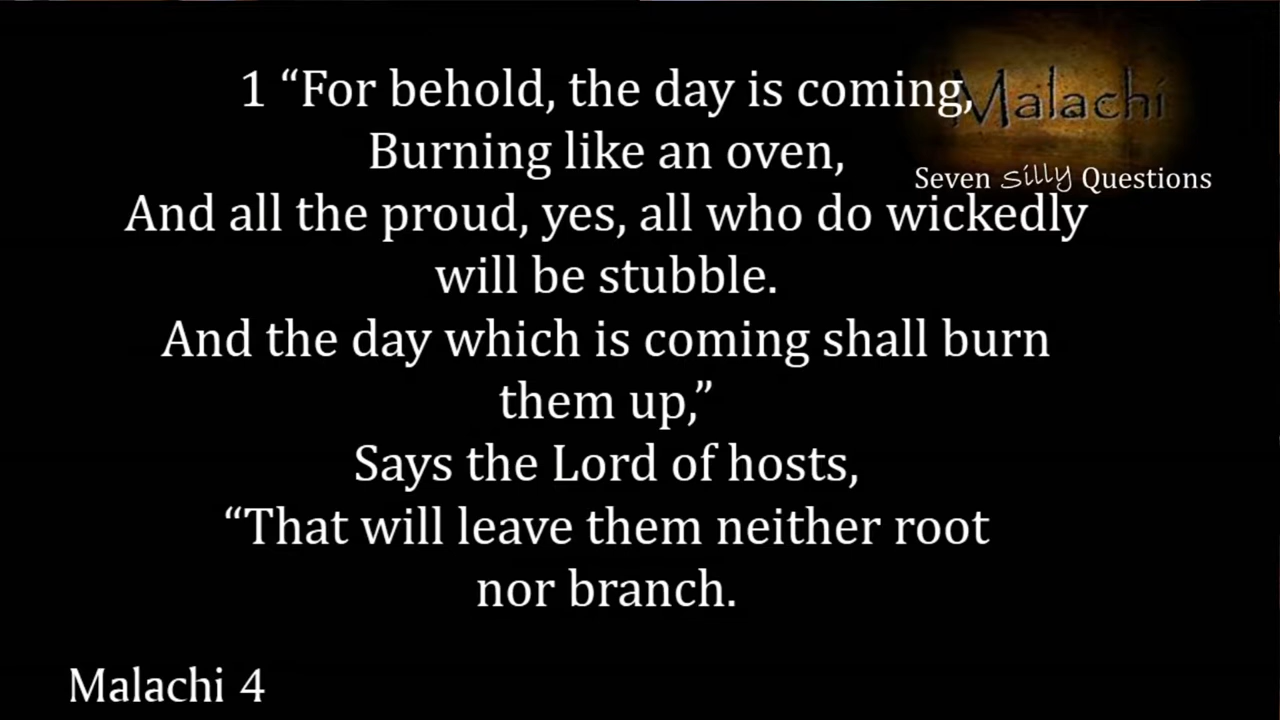 1 “For behold, the day is coming,
Malachi
Burning like an oven,
Seven silly Questions
And all the proud, yes, all who do wickedly
will be stubble.
And the day which is coming shall burn
them up,”
Says the Lord of hosts,
“That will leave them neither root
nor branch.
Malachi 4